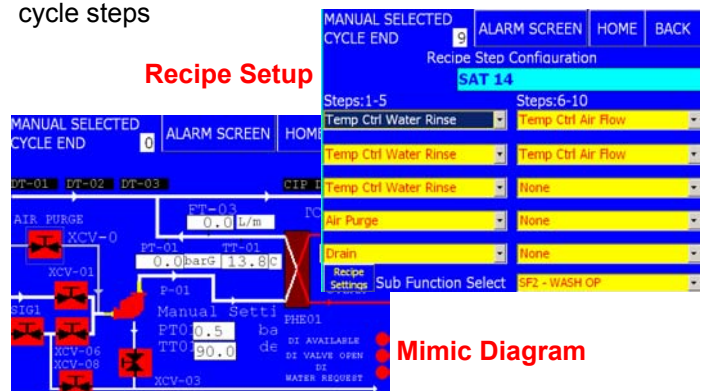 cycle steps
Recipe Setup
MANUAL SELECTED
CYCLE END 9
ALARM SCREEN
HOME
BACK
Recipe Step Configuration
SAT 14
Steps:1-5 Steps:6-10
Temp Ctrl Water Rinse Temp Ctrl Air Flow
Temp Ctrl Water Rinse Temp Ctrl Air Flow
Temp Ctrl Water Rinse None
Air Purge None
Drain None
Recipe
Settings
Sub Function Select SF2 - WASH OP
MANUAL SELECTED
CYCLE END 0
ALARM SCREEN
DT-01 DT-02 DT-03
AIR PURGE
XCV-0
FT-03
0.0 L/m
XCV-01
PT-01 TT-01
0.0 barG 13.8 C
P-01
SIG1
Manual Setti
PT01 0.5 ba
TT01 90.0 de
PHE01
XCV-06
XCV-08
XCV-03
DI AVAILABLE
DI VALVE OPEN
DI
WATER REQUEST
Mimic Diagram